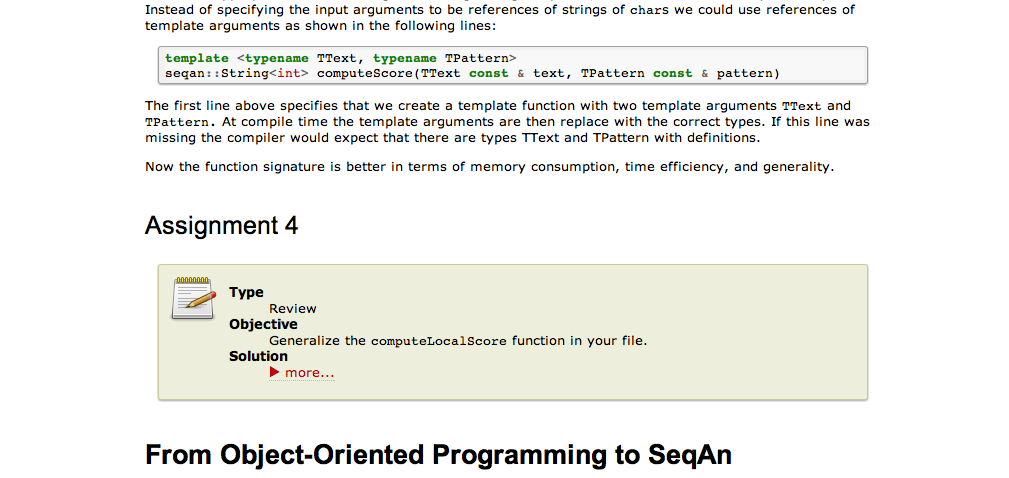 Instead of specifying the input arguments to be references of strings of chars we could use references of
template arguments as shown in the following lines:
template <typename TText, typename TPattern>
seqan::String<int> computeScore(TText const & text, TPattern const & pattern)
The first line above specifies that we create a template function with two template arguments TText and
TPattern. At compile time the template arguments are then replace with the correct types. If this line was
missing the compiler would expect that there are types TText and TPattern with definitions.
Now the function signature is better in terms of memory consumption, time efficiency, and generality.
Assignment 4
Type
Review
Objective
Generalize the computeLocalScore function in your file.
Solution
more...
From Object-Oriented Programming to SeqAn